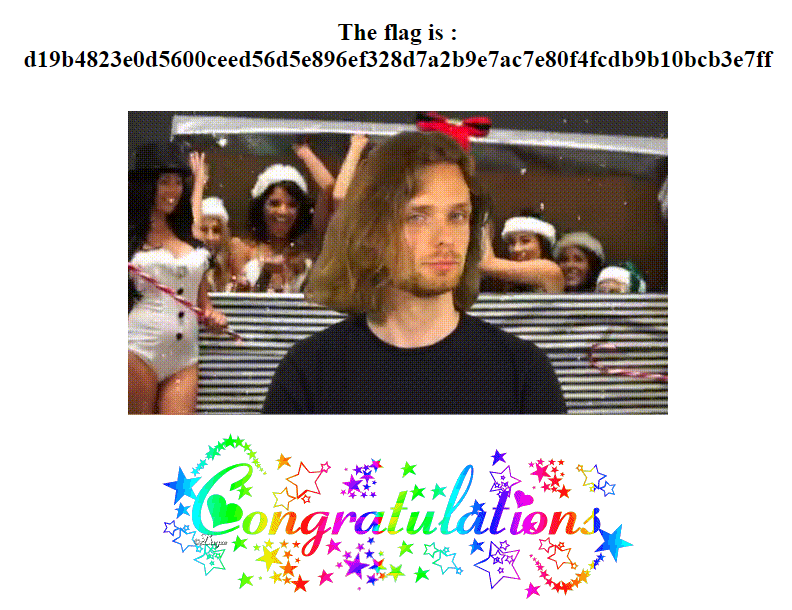 The flag is :
d19b4823e0d5600ceed56d5e896ef328d7a2b9e7ac7e80f4fcdb9b10bcb3e7ff
Congratulations